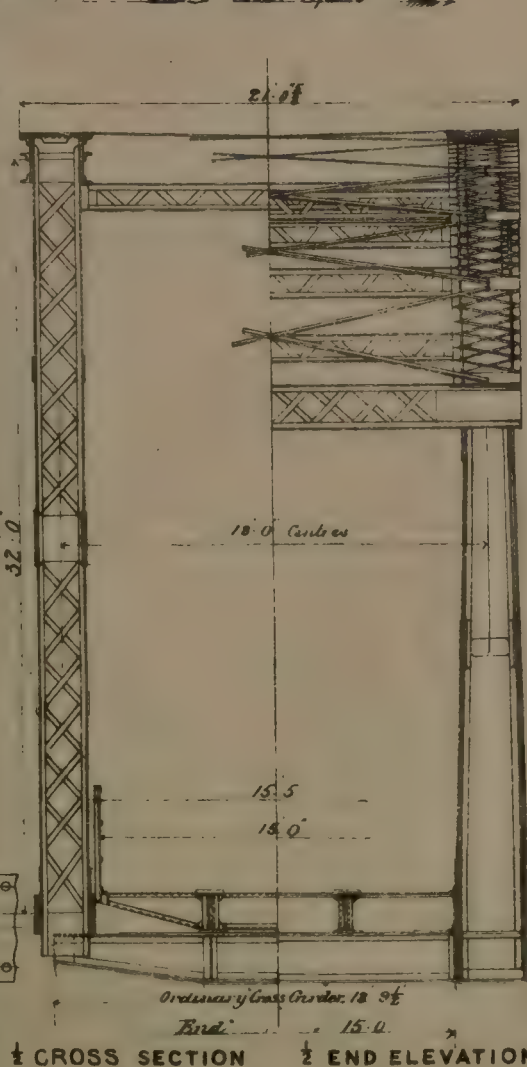 21' 0½"
32' 0"
18' 0" Centres
15' 5
15' 0"
Ordinary Cross Girder 18' 9½
End " " 15.0
½ CROSS SECTION ½ END ELEVATION